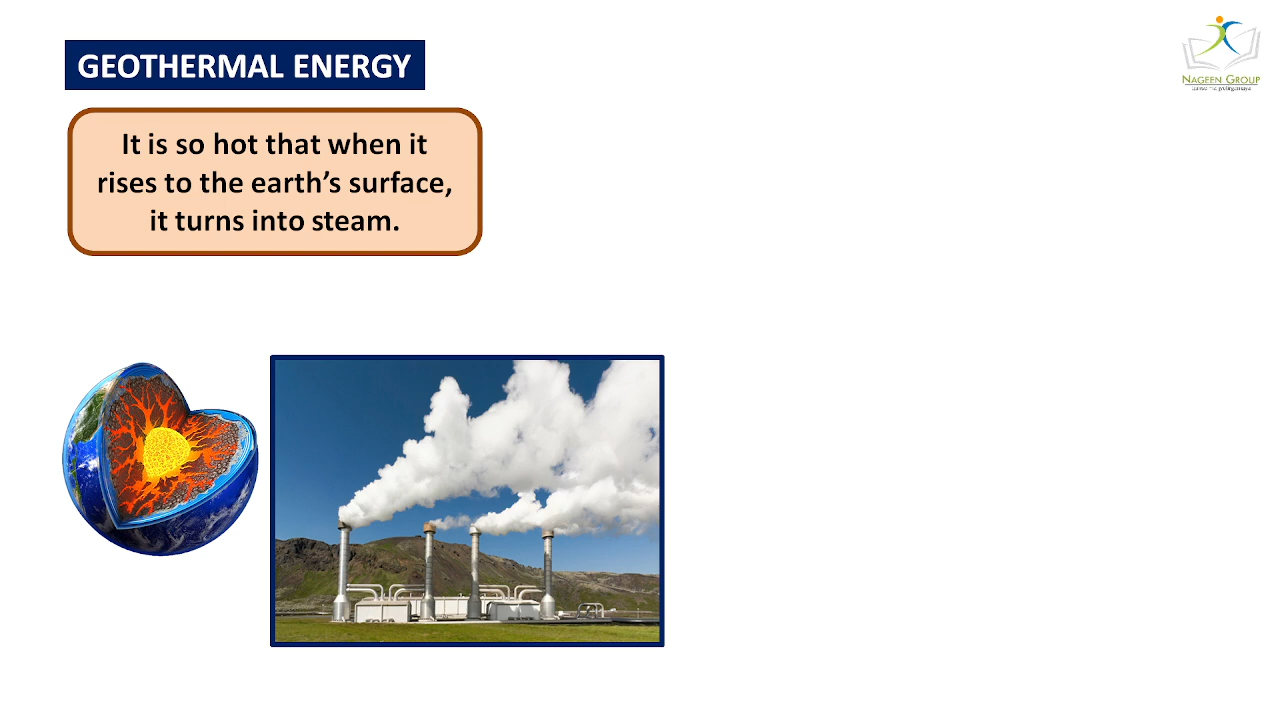 GEOTHERMAL ENERGY
It is so hot that when it
rises to the earth's surface,
it turns into steam.
NAGEEN GROUP